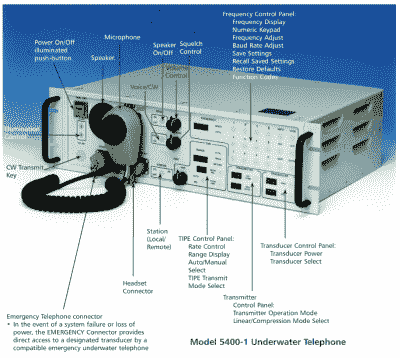 Frequency Control Panel:
Frequency Display
Numeric Keypad
Frequency Adjust
Baud Rate Adjust
Save Settings
Recall Saved Settings
Restore Defaults
Function Codes
Microphone
Power On/Off
illuminated
push-button
Speaker
Speaker
On/Off
Squelch
Control
Volume
Control
Voice/CW
CW Transmit
Key
Station
(Local/
Remote)
Headset
Connector
TIPE Control Panel:
Rate Control
Range Display
Auto/Manual
Select
TIPE Transmit
Mode Select
Transducer Control Panel:
Transducer Power
Transducer Select
Transmitter
Control Panel:
Transmitter Operation Mode
Linear/Compression Mode Select
Emergency Telephone connector
• In the event of a system failure or loss of
power, the EMERGENCY Connector provides
direct access to a designated transducer by a
compatible emergency underwater telephone
Model 5400-1 Underwater Telephone